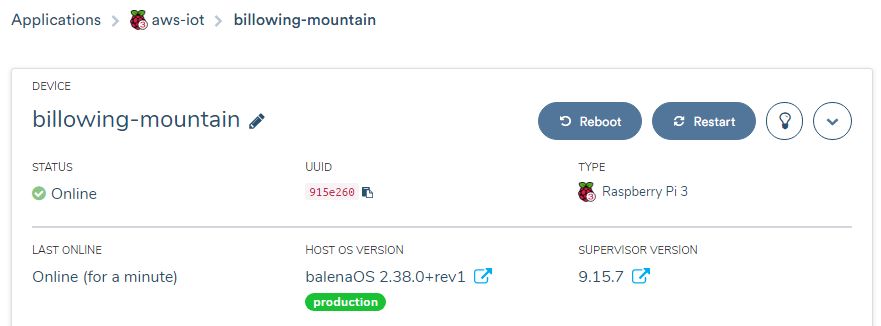 Applications > aws-iot > billowing-mountain
DEVICE
billowing-mountain
Reboot
Restart
STATUS
UUID
TYPE
Online
915e260
Raspberry Pi 3
LAST ONLINE
HOST OS VERSION
SUPERVISOR VERSION
Online (for a minute)
balenaOS 2.38.0+rev1
9.15.7
production